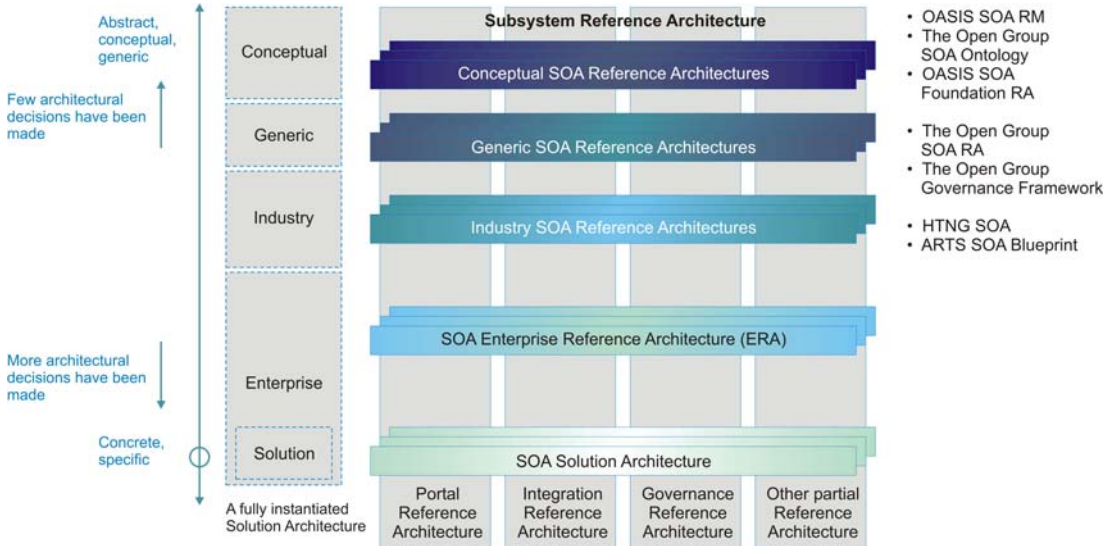 Abstract,
conceptual,
generic
Few architectural
decisions have been
made
More architectural
decisions have been
made
Concrete,
specific
Conceptual
Generic
Industry
Enterprise
Solution
A fully instantiated
Solution Architecture
Subsystem Reference Architecture
Conceptual SOA Reference Architectures
Generic SOA Reference Architectures
Industry SOA Reference Architectures
SOA Enterprise Reference Architecture (ERA)
SOA Solution Architecture
Portal
Reference
Architecture
Integration
Reference
Architecture
Governance
Reference
Architecture
Other partial
Reference
Architecture
• OASIS SOA RM
• The Open Group
SOA Ontology
• OASIS SOA
Foundation RA
• The Open Group
SOA RA
• The Open Group
Governance Framework
• HTNG SOA
• ARTS SOA Blueprint